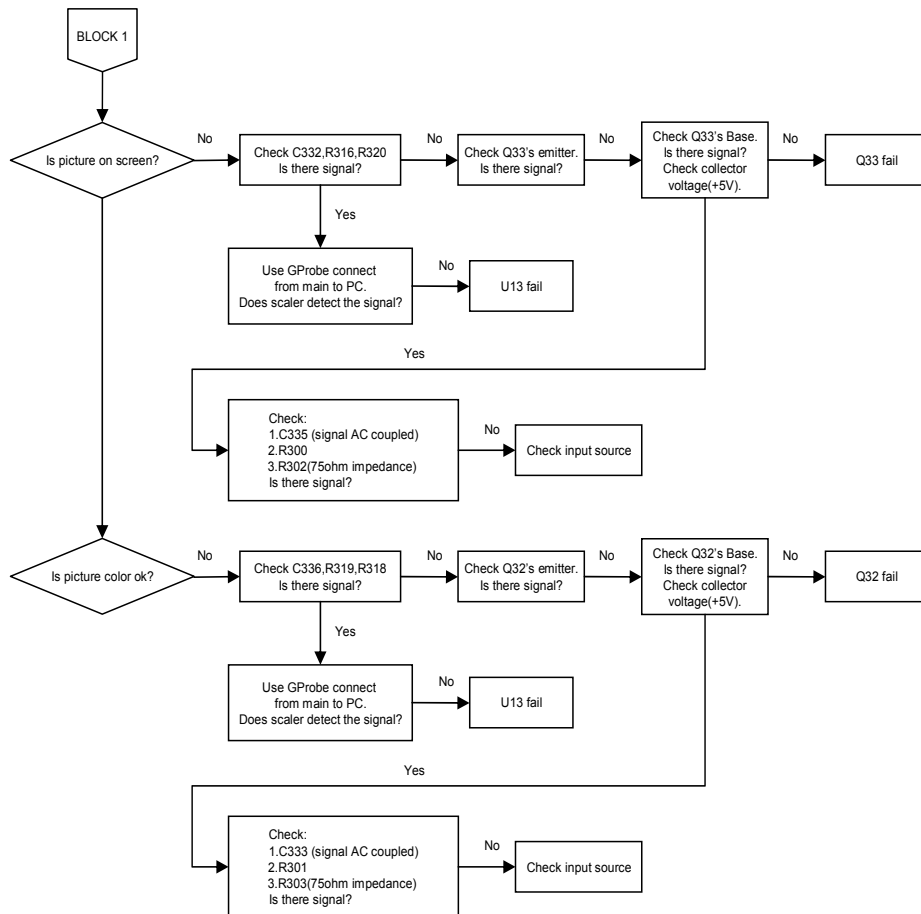 BLOCK 1
Is picture on screen?
No
Check C332,R316,R320
Is there signal?
No
Check Q33's emitter.
Is there signal?
No
Check Q33's Base.
Is there signal?
Check collector
voltage(+5V).
No
Q33 fail
Yes
Use GProbe connect
from main to PC.
Does scaler detect the signal?
No
U13 fail
Yes
Check:
1.C335 (signal AC coupled)
2.R300
3.R302(75ohm impedance)
Is there signal?
No
Check input source
Is picture color ok?
No
Check C336,R319,R318
Is there signal?
No
Check Q32's emitter.
Is there signal?
No
Check Q32's Base.
Is there signal?
Check collector
voltage(+5V).
No
Q32 fail
Yes
Use GProbe connect
from main to PC.
Does scaler detect the signal?
No
U13 fail
Yes
Check:
1.C333 (signal AC coupled)
2.R301
3.R303(75ohm impedance)
Is there signal?
No
Check input source